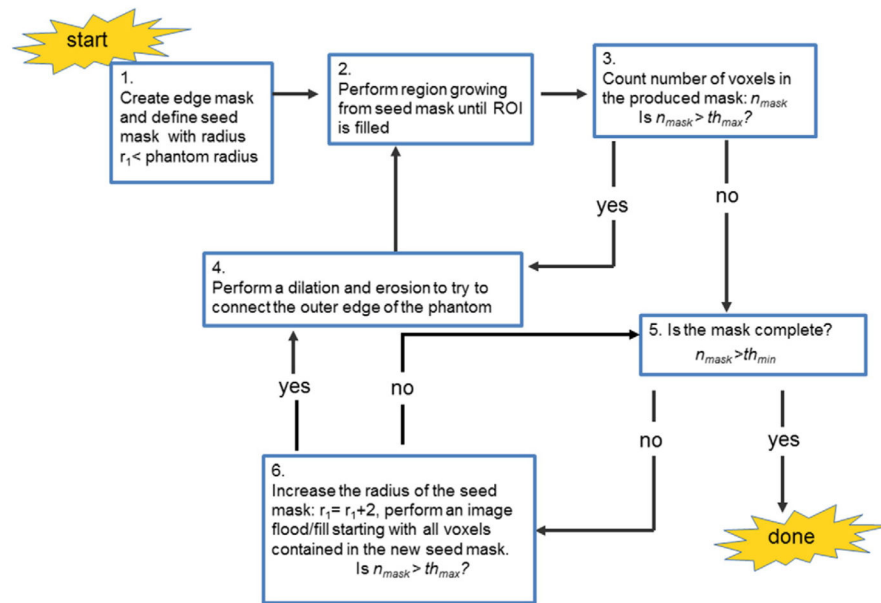 start
1.
Create edge mask
and define seed
mask with radius
r₁< phantom radius
2.
Perform region growing
from seed mask until ROI
is filled
3.
Count number of voxels in
the produced mask: nmask
Is nmask> thmax?
yes
no
4.
Perform a dilation and erosion to try to
connect the outer edge of the phantom
5. Is the mask complete?
nmask>thmin
yes
no
no
yes
6.
Increase the radius of the seed
mask: r₁= r₁+2, perform an image
flood/fill starting with all voxels
contained in the new seed mask.
Is nmask> thmax?
done